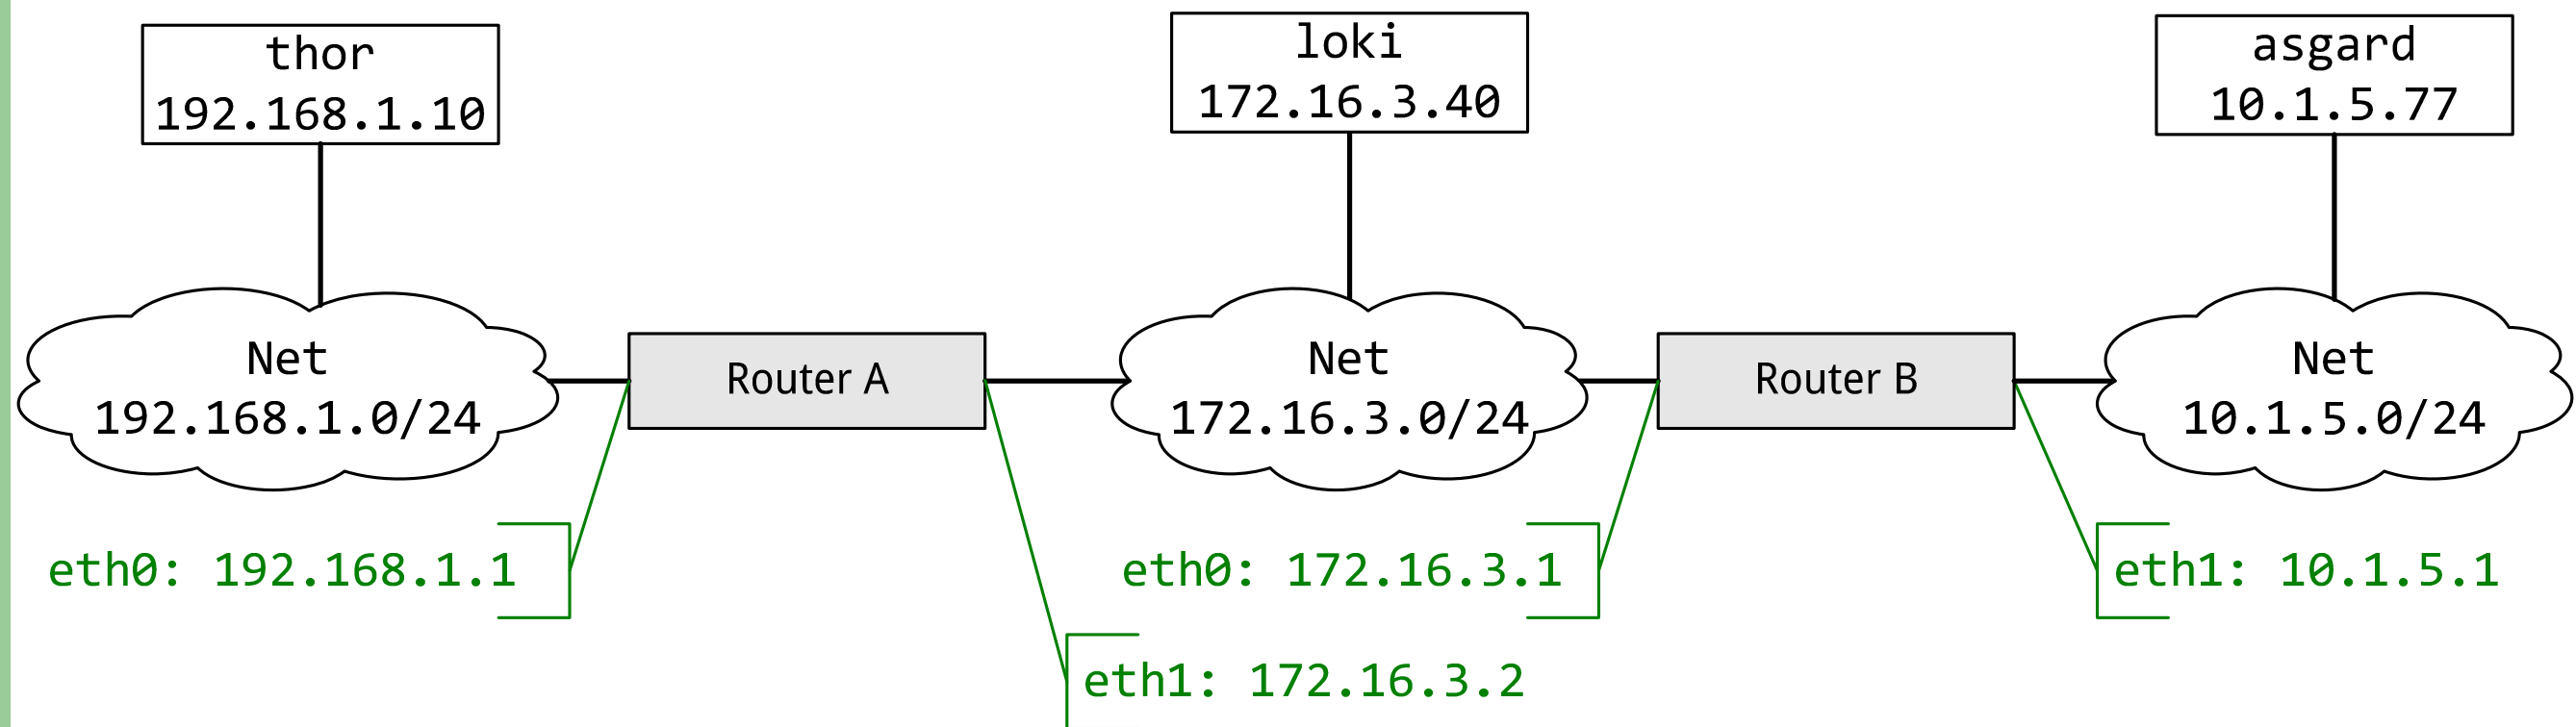 thor
192.168.1.10
loki
172.16.3.40
asgard
10.1.5.77
Net
192.168.1.0/24
Router A
Net
172.16.3.0/24
Router B
Net
10.1.5.0/24
eth0: 192.168.1.1
eth0: 172.16.3.1
eth1: 10.1.5.1
eth1: 172.16.3.2